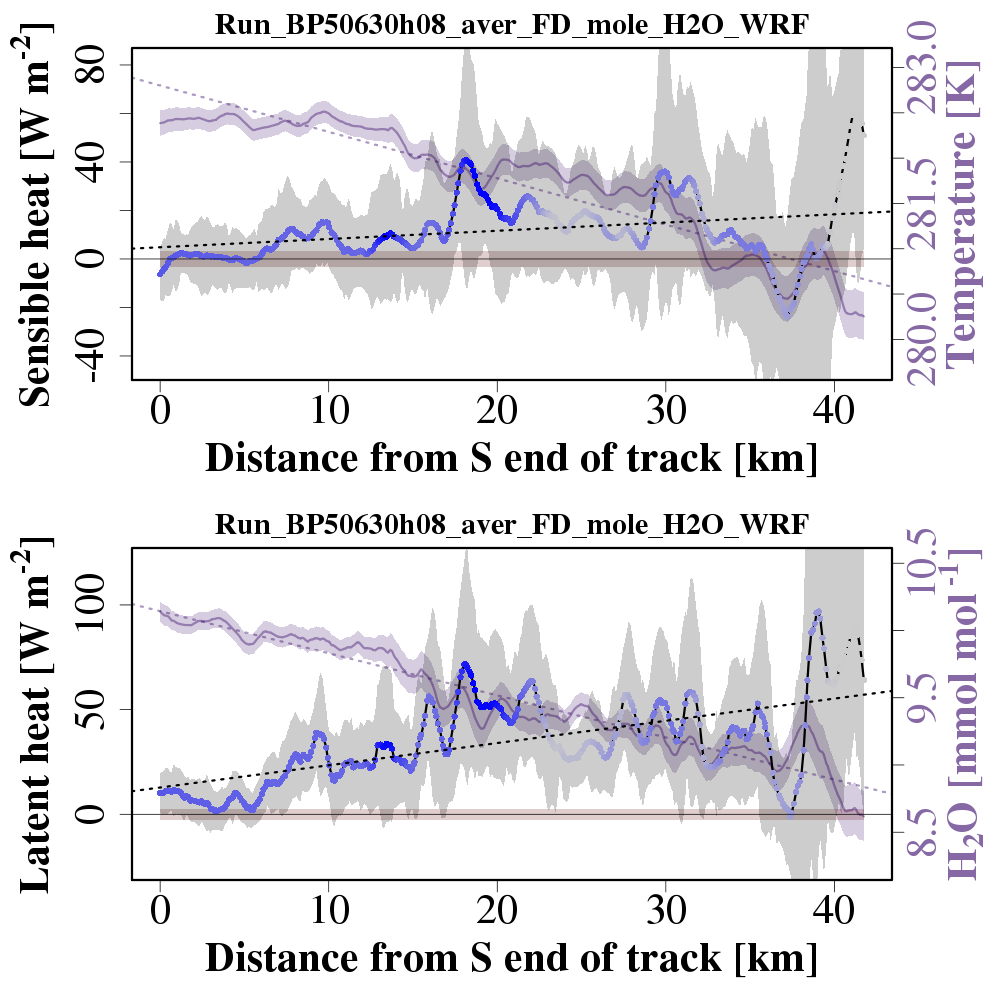 Run_BP50630h08_aver_FD_mole_H2O_WRF
Sensible heat [W m⁻²]
80
40
0
-40
283.0
281.5
280.0
Temperature [K]
0 10 20 30 40
Distance from S end of track [km]
Run_BP50630h08_aver_FD_mole_H2O_WRF
Latent heat [W m⁻²]
100
50
0
10.5
9.5
8.5
H₂O [mmol mol⁻¹]
0 10 20 30 40
Distance from S end of track [km]